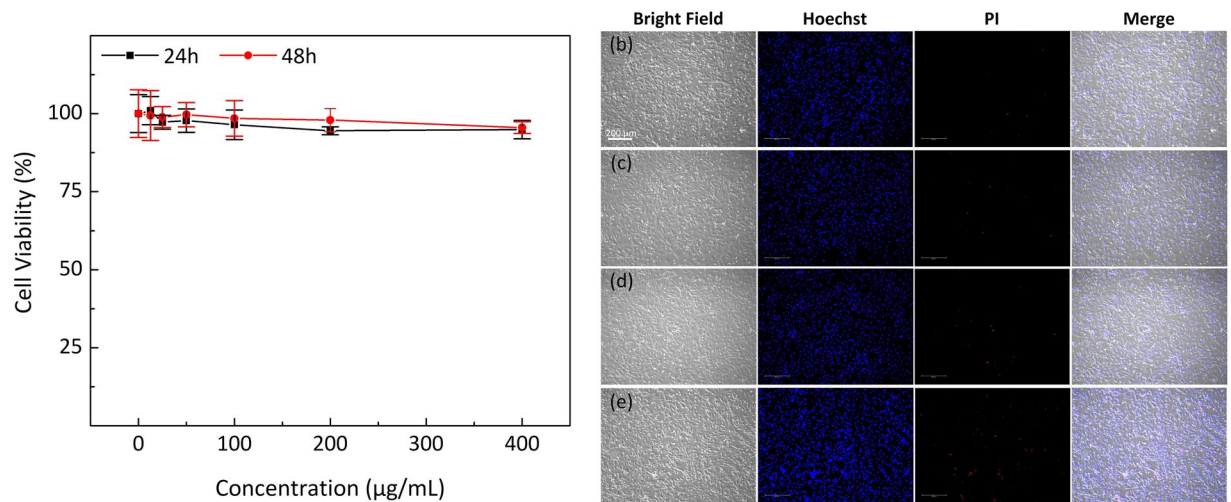 24h 48h
100
75
50
25
0 100 200 300 400
Cell Viability (%)
Concentration (μg/mL)
Bright Field Hoechst PI Merge
(b)
200 μm
(c)
(d)
(e)